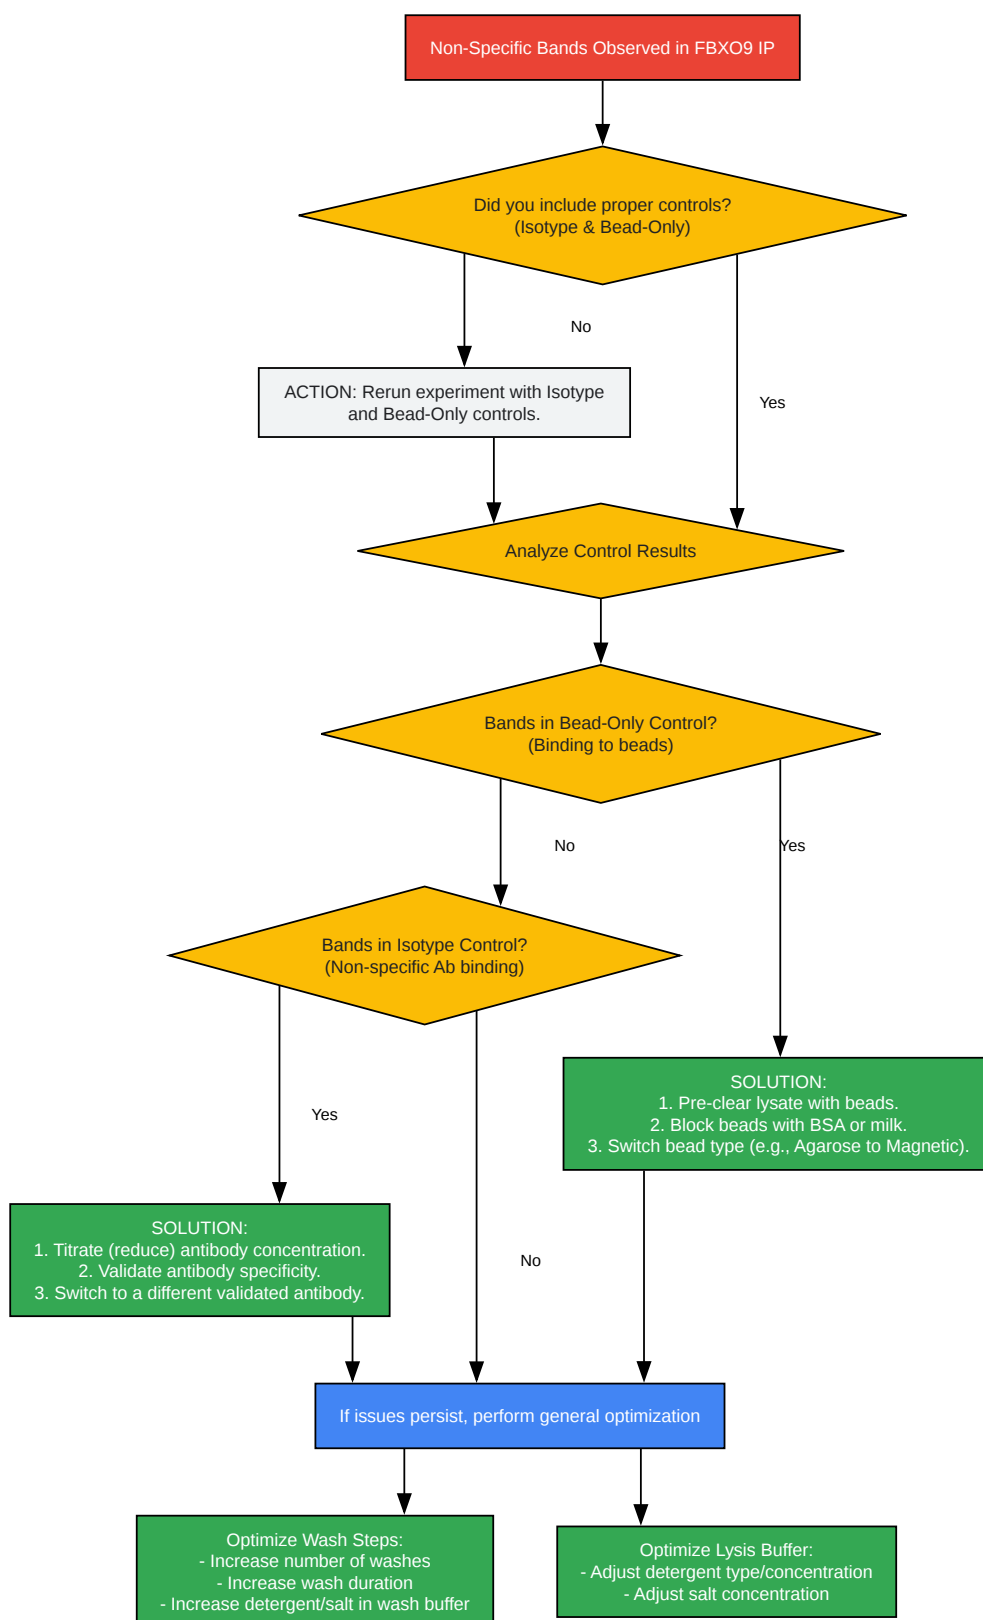 Non-Specific Bands Observed in FBXO9 IP
Did you include proper controls?
(Isotype & Bead-Only)
No
ACTION: Rerun experiment with Isotype
and Bead-Only controls.
Yes
Analyze Control Results
Bands in Bead-Only Control?
(Binding to beads)
No
Yes
Bands in Isotype Control?
(Non-specific Ab binding)
SOLUTION:
1. Pre-clear lysate with beads.
2. Block beads with BSA or milk.
3. Switch bead type (e.g., Agarose to Magnetic).
Yes
SOLUTION:
1. Titrate (reduce) antibody concentration.
2. Validate antibody specificity.
3. Switch to a different validated antibody.
No
If issues persist, perform general optimization
Optimize Wash Steps:
- Increase number of washes
- Increase wash duration
- Increase detergent/salt in wash buffer
Optimize Lysis Buffer:
- Adjust detergent type/concentration
- Adjust salt concentration